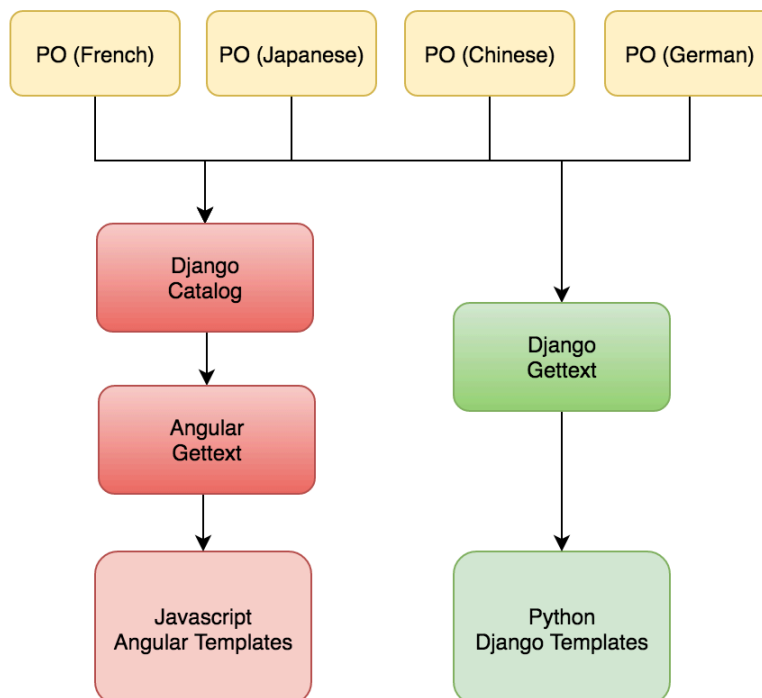 PO (French)
PO (Japanese)
PO (Chinese)
PO (German)
Django
Catalog
Django
Gettext
Angular
Gettext
Javascript
Angular Templates
Python
Django Templates